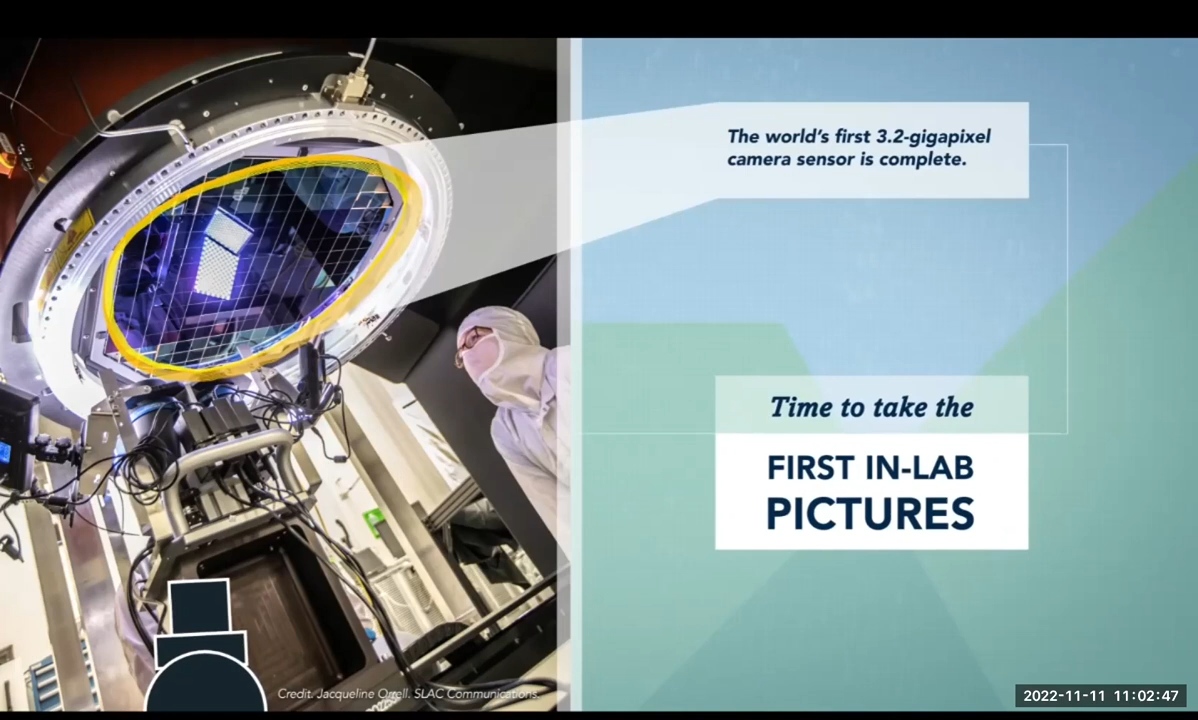 The world's first 3.2-gigapixel
camera sensor is complete.
Time to take the
FIRST IN-LAB
PICTURES
Credit. Jacqueline Orrell. SLAC Communications.
2022-11-11 11:02:47